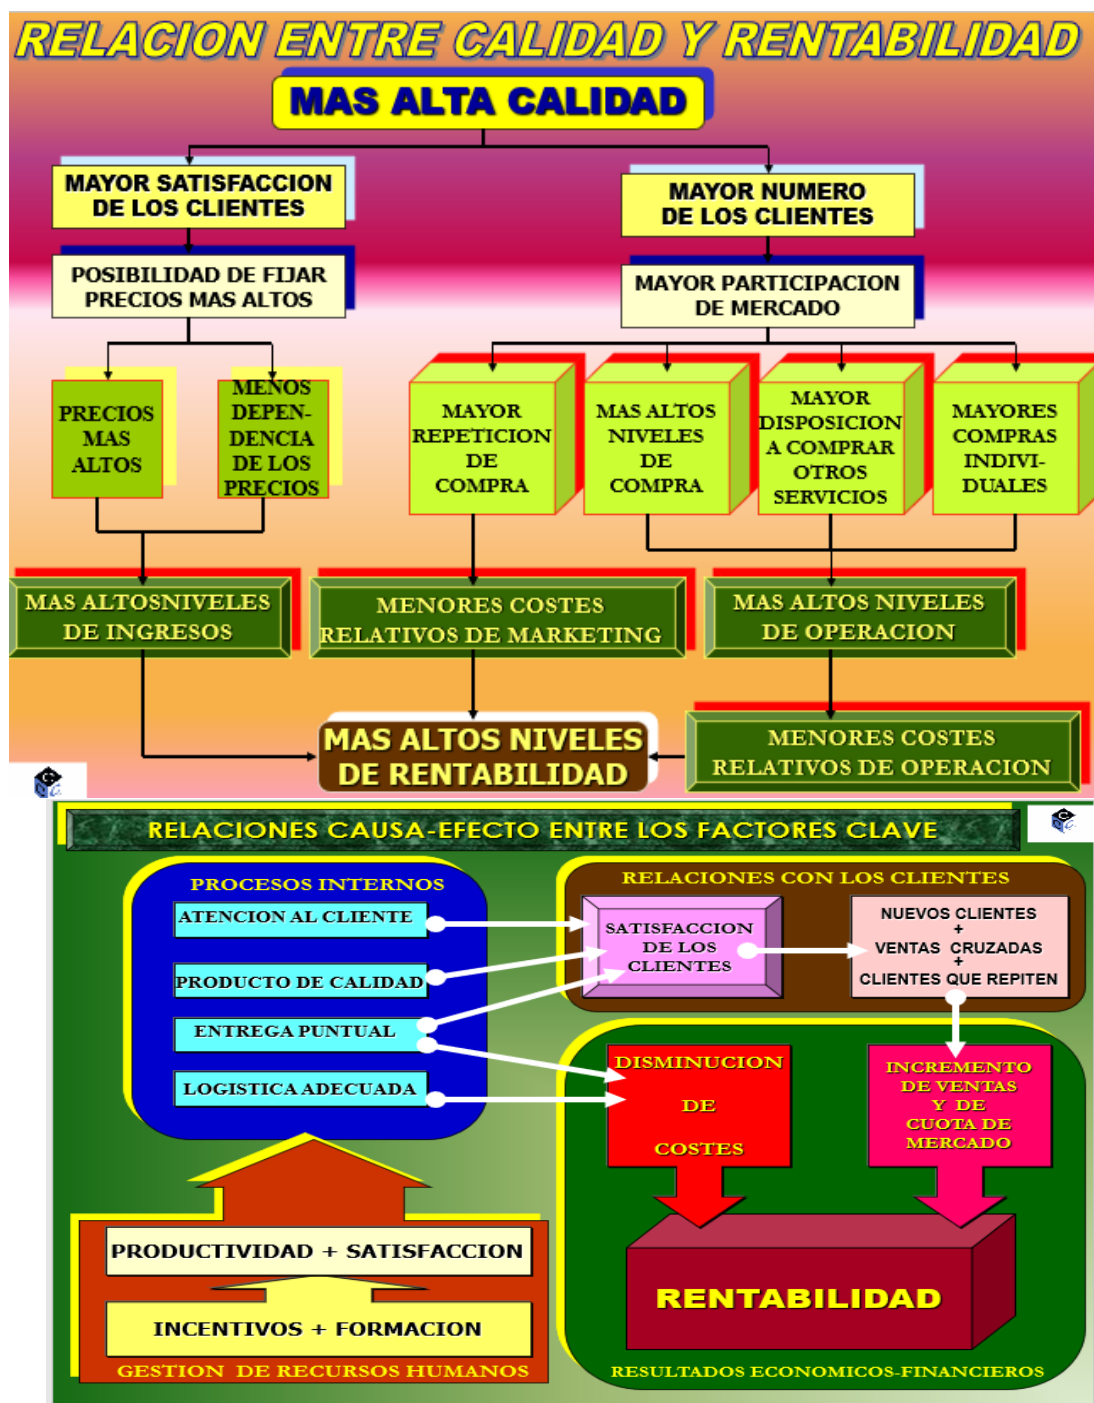 RELACION ENTRE CALIDAD Y RENTABILIDAD
MAS ALTA CALIDAD
MAYOR SATISFACCION
DE LOS CLIENTES
MAYOR NUMERO
DE LOS CLIENTES
POSIBILIDAD DE FIJAR
PRECIOS MAS ALTOS
MAYOR PARTICIPACION
DE MERCADO
PRECIOS
MAS
ALTOS
MENOS
DEPEN-
DENCIA
DE LOS
PRECIOS
MAYOR
REPETICION
DE
COMPRA
MAS ALTOS
NIVELES
DE
COMPRA
MAYOR
DISPOSICION
A COMPRAR
OTROS
SERVICIOS
MAYORES
COMPRAS
INDIVI-
DUALES
MAS ALTOSNIVELES
DE INGRESOS
MENORES COSTES
RELATIVOS DE MARKETING
MAS ALTOS NIVELES
DE OPERACION
MAS ALTOS NIVELES
DE RENTABILIDAD
MENORES COSTES
RELATIVOS DE OPERACION
RELACIONES CAUSA-EFECTO ENTRE LOS FACTORES CLAVE
PROCESOS INTERNOS
ATENCION AL CLIENTE
PRODUCTO DE CALIDAD
ENTREGA PUNTUAL
LOGISTICA ADECUADA
RELACIONES CON LOS CLIENTES
SATISFACCION
DE LOS
CLIENTES
NUEVOS CLIENTES
+
VENTAS CRUZADAS
+
CLIENTES QUE REPITEN
DISMINUCION
DE
COSTES
INCREMENTO
DE VENTAS
Y DE
CUOTA DE
MERCADO
PRODUCTIVIDAD + SATISFACCION
INCENTIVOS + FORMACION
GESTION DE RECURSOS HUMANOS
RENTABILIDAD
RESULTADOS ECONOMICOS-FINANCIEROS